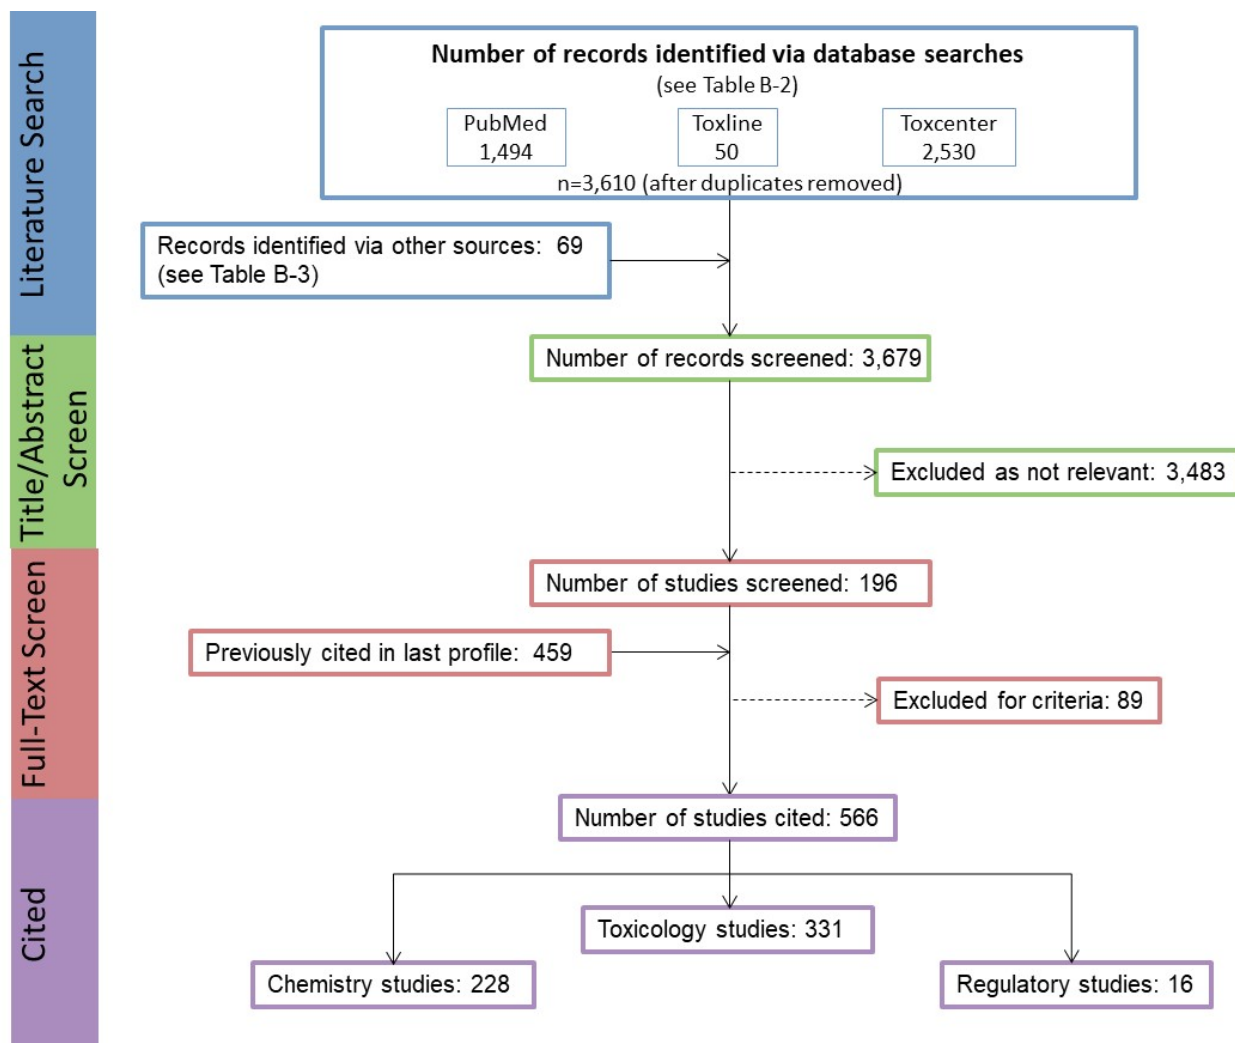 Literature Search
Number of records identified via database searches
(see Table B-2)
PubMed
1,494
Toxline
50
Toxcenter
2,530
n=3,610 (after duplicates removed)
Records identified via other sources: 69
(see Table B-3)
Title/Abstract
Screen
Number of records screened: 3,679
Excluded as not relevant: 3,483
Full-Text Screen
Number of studies screened: 196
Previously cited in last profile: 459
Excluded for criteria: 89
Cited
Number of studies cited: 566
Toxicology studies: 331
Chemistry studies: 228
Regulatory studies: 16